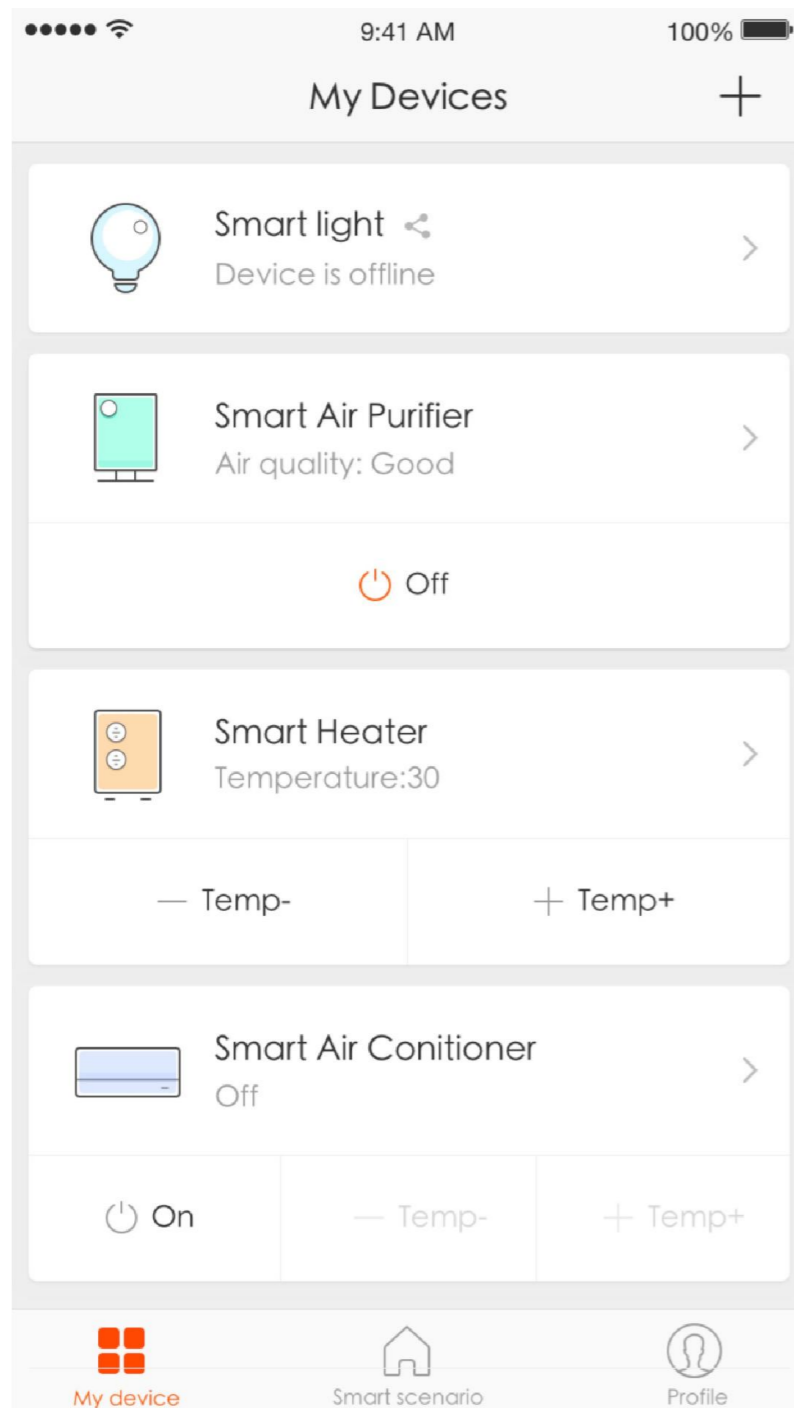 9:41 AM
100%
My Devices
Smart light
Device is offline
Smart Air Purifier
Air quality: Good
Off
Smart Heater
Temperature:30
Temp-
Temp+
Smart Air Conitioner
Off
On
Temp-
Temp+
My device
Smart scenario
Profile